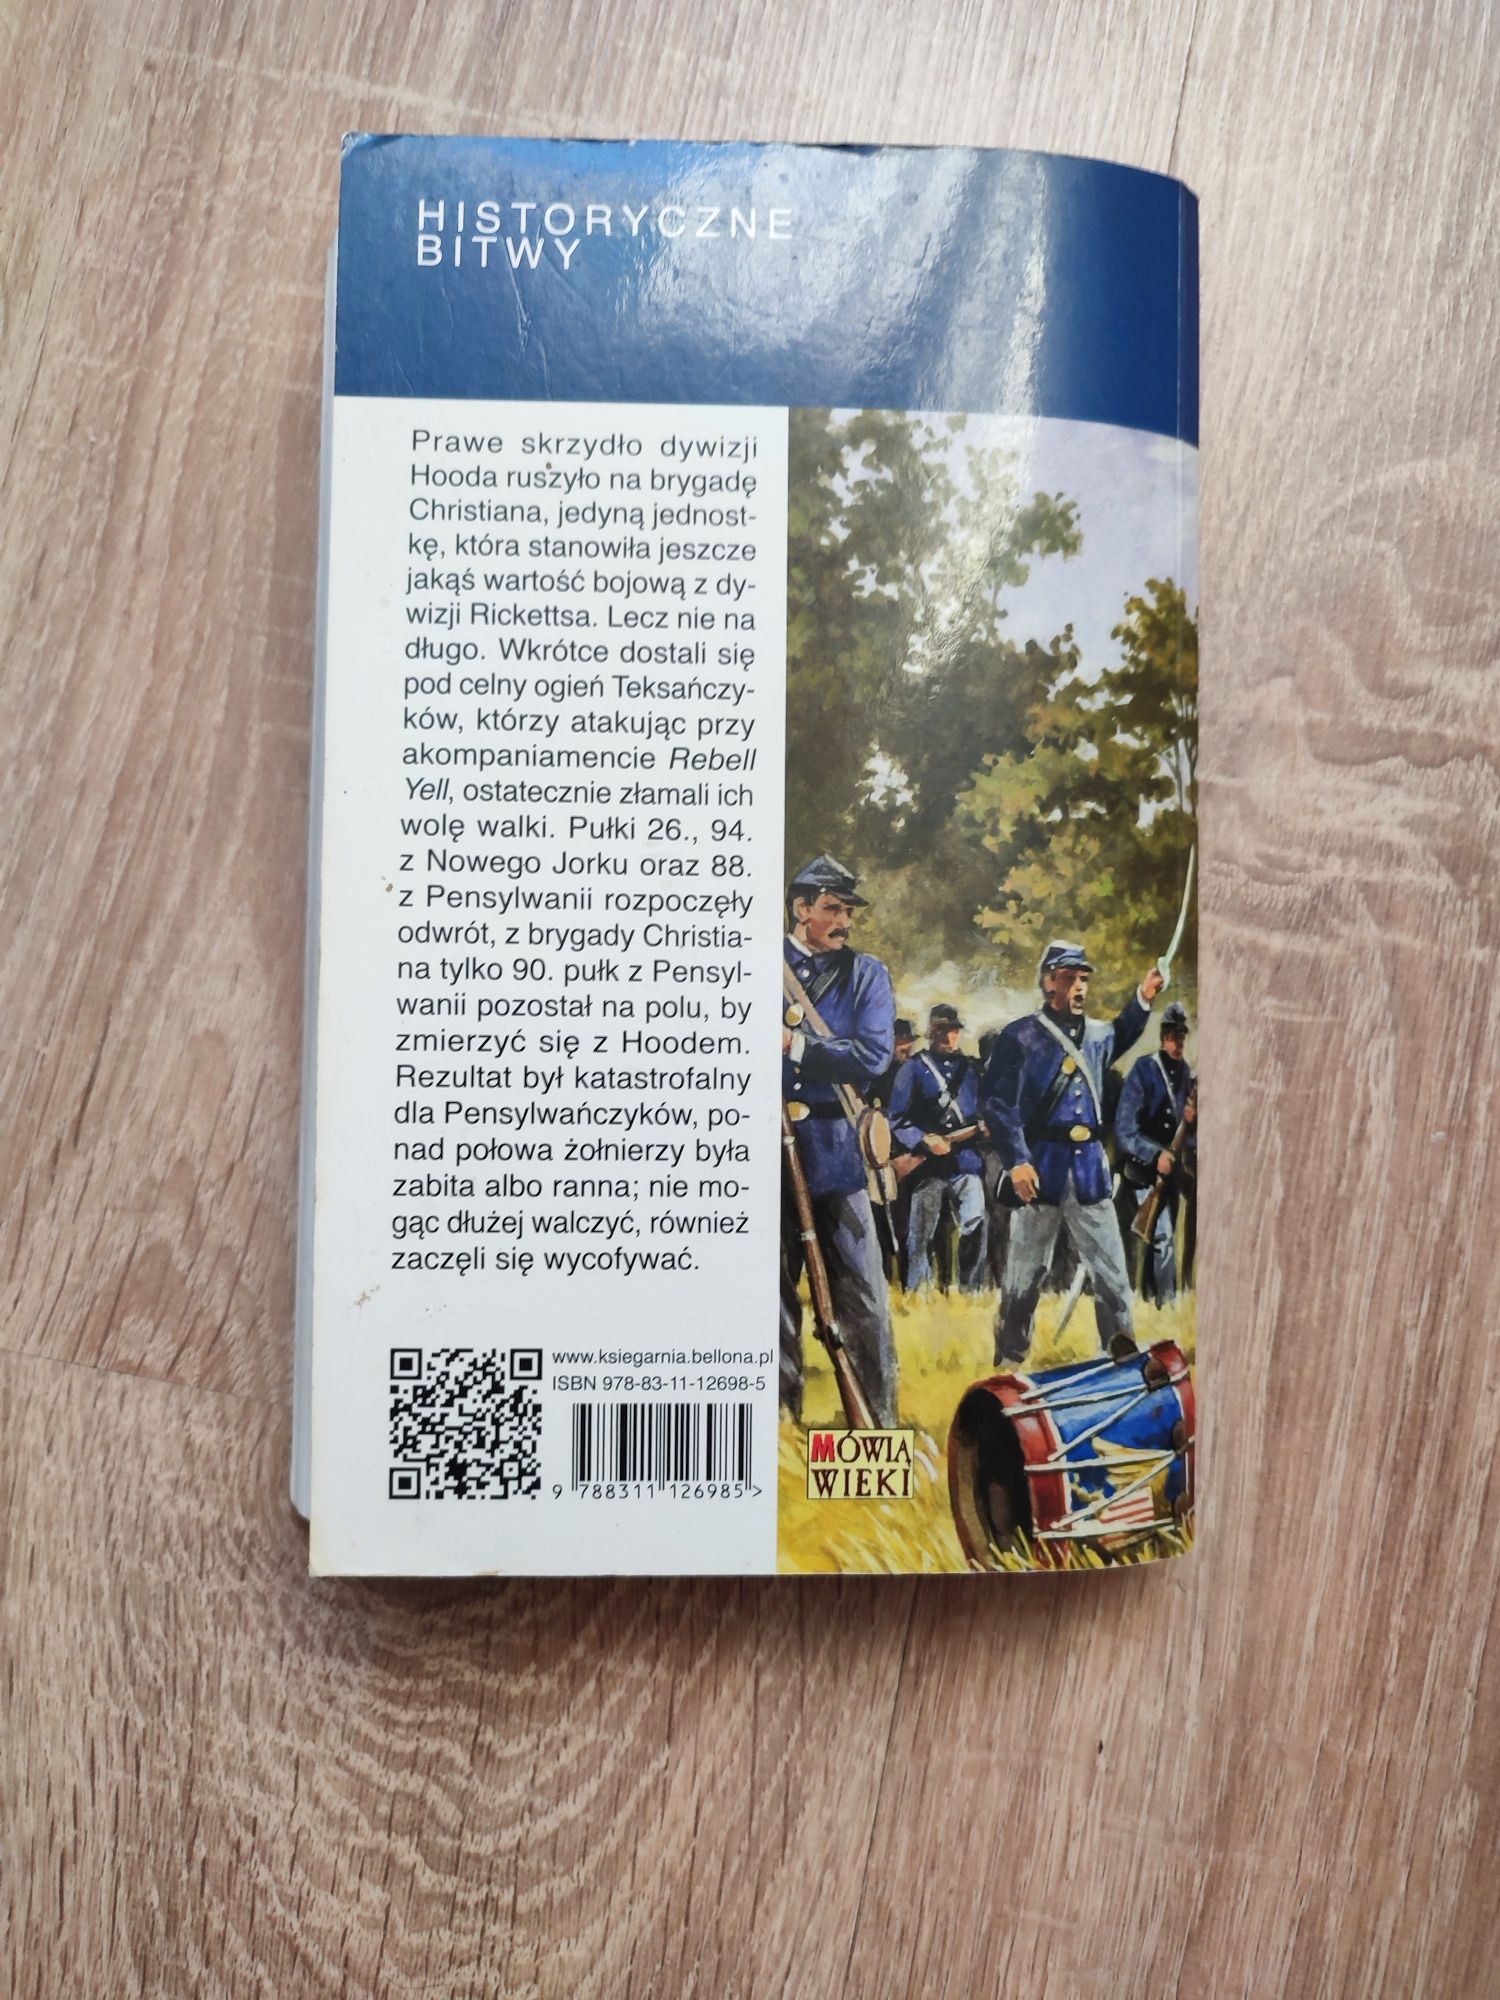 HISTORYCZNE
BITWY
Prawe skrzydło dywizji
Hooda ruszyło na brygadę
Christiana, jedyną jednost-
kę, która stanowiła jeszcze
jakąś wartość bojową z dy-
wizji Rickettsa. Lecz nie na
długo. Wkrótce dostali się
pod celny ogień Teksańczy-
ków, którzy atakując przy
akompaniamencie Rebell
Yell, ostatecznie złamali ich
wolę walki. Pułki 26., 94.
z Nowego Jorku oraz 88.
z Pensylwanii rozpoczęły
odwrót, z brygady Christia-
na tylko 90. pułk z Pensyl-
wanii pozostał na polu, by
zmierzyć się z Hoodem.
Rezultat był katastrofalny
dla Pensylwańczyków, po-
nad połowa żołnierzy była
zabita albo ranna; nie mo-
gąc dłużej walczyć, również
zaczęli się wycofywać.
www.ksiegarnia.bellona.pl
ISBN 978-83-11-12698-5
9 788311 126985 >
MÓWIĄ
WIEKI